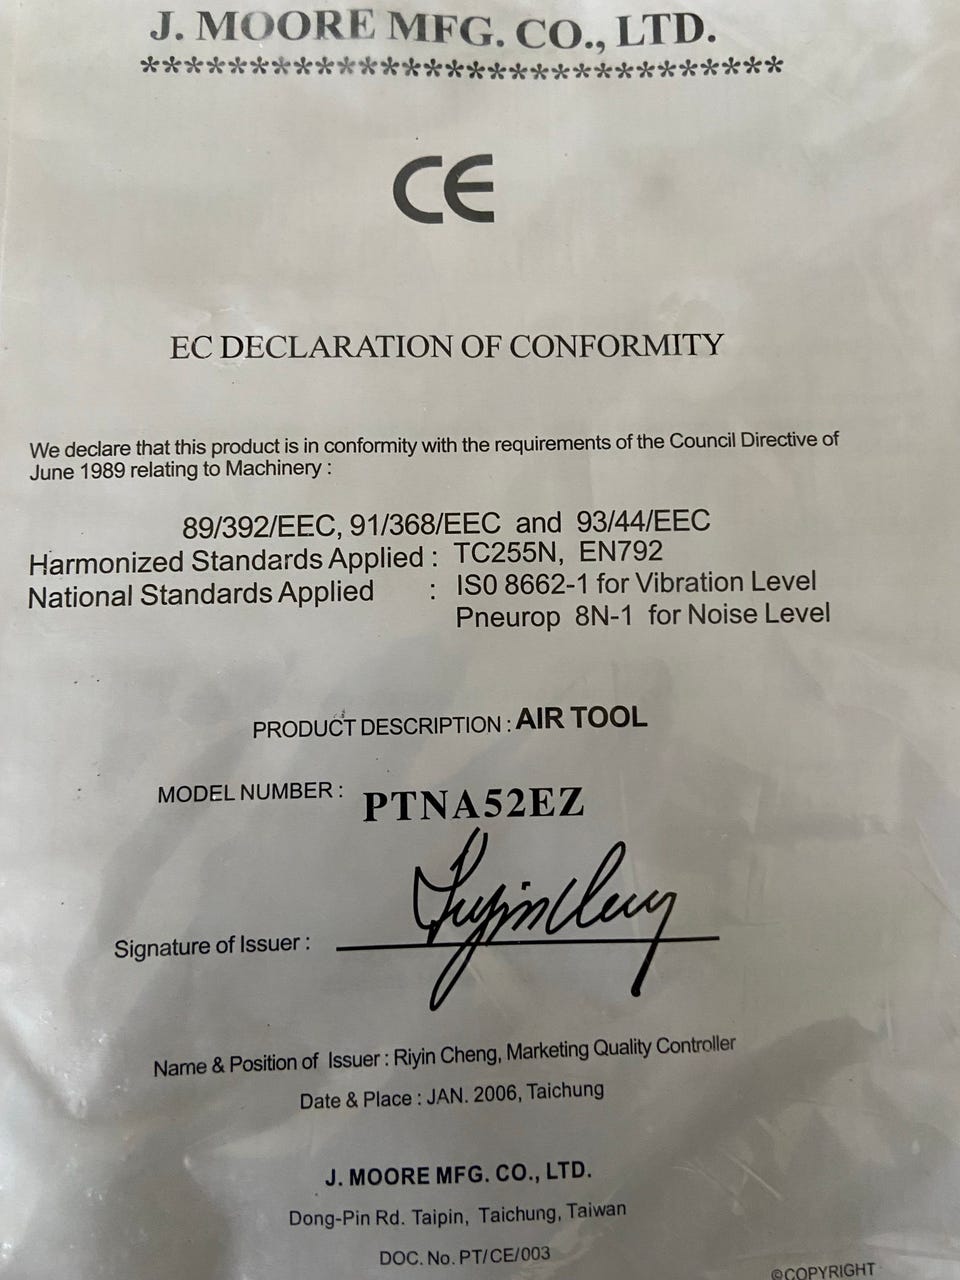 J. MOORE MFG. CO., LTD.
******************************
CE
EC DECLARATION OF CONFORMITY
We declare that this product is in conformity with the requirements of the Council Directive of
June 1989 relating to Machinery :
89/392/EEC, 91/368/EEC and 93/44/EEC
Harmonized Standards Applied : TC255N, EN792
National Standards Applied : IS0 8662-1 for Vibration Level
Pneurop 8N-1 for Noise Level
PRODUCT DESCRIPTION : AIR TOOL
MODEL NUMBER : PTNA52EZ
Signature of Issuer :
Name & Position of Issuer : Riyin Cheng, Marketing Quality Controller
Date & Place : JAN. 2006, Taichung
J. MOORE MFG. CO., LTD.
Dong-Pin Rd. Taipin, Taichung, Taiwan
DOC. No. PT/CE/003
©COPYRIGHT